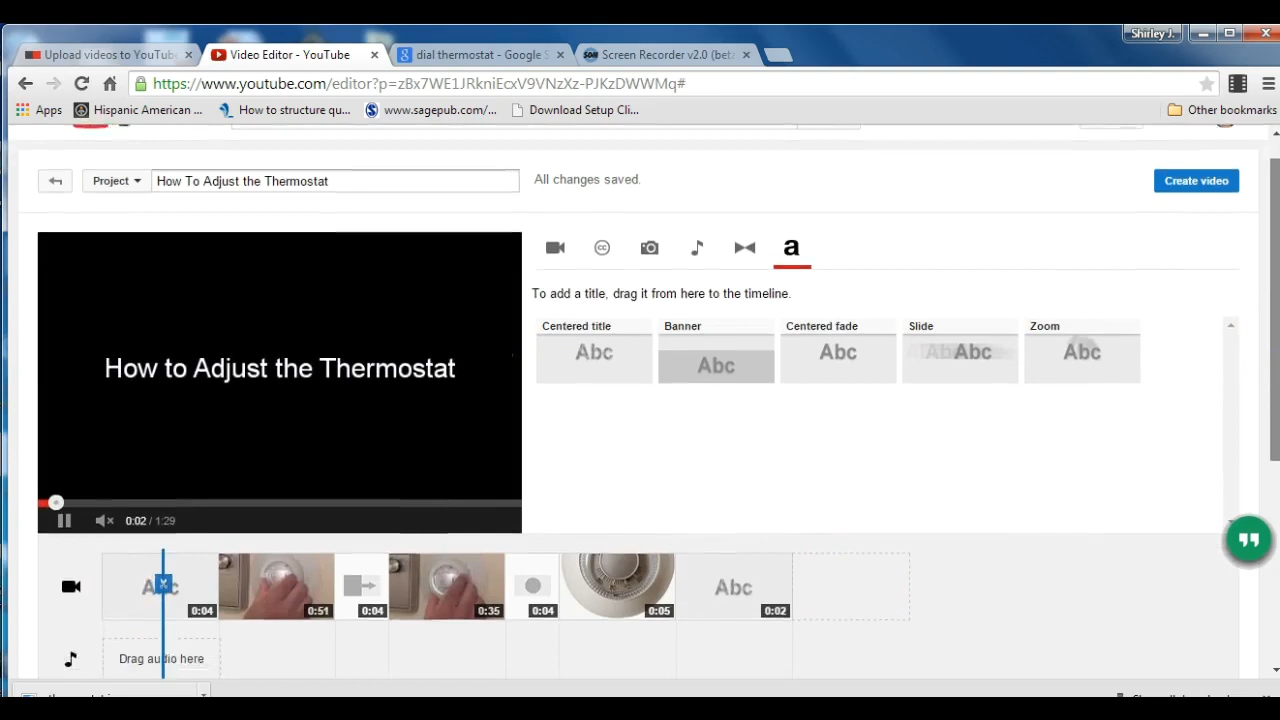 Shirley J.
Upload videos to YouTub
Video Editor - YouTube
dial thermostat - Google S
Screen Recorder v2.0 (beta
https://www.youtube.com/editor?p=zBx7WE1JRkniEcxV9VNzXz-PJKzDWWMq#
Apps
Hispanic American ...
How to structure qu...
www.sagepub.com/...
Download Setup Cli...
Other bookmarks
Project
How To Adjust the Thermostat
All changes saved.
Create video
CC
a
To add a title, drag it from here to the timeline.
Centered title
Banner
Centered fade
Slide
Zoom
Abc
Abc
Abc
Abc
Abc
How to Adjust the Thermostat
0:02 / 1:29
Abc
0:04
0:51
0:04
0:35
0:04
0:05
Abc
0:02
Drag audio here